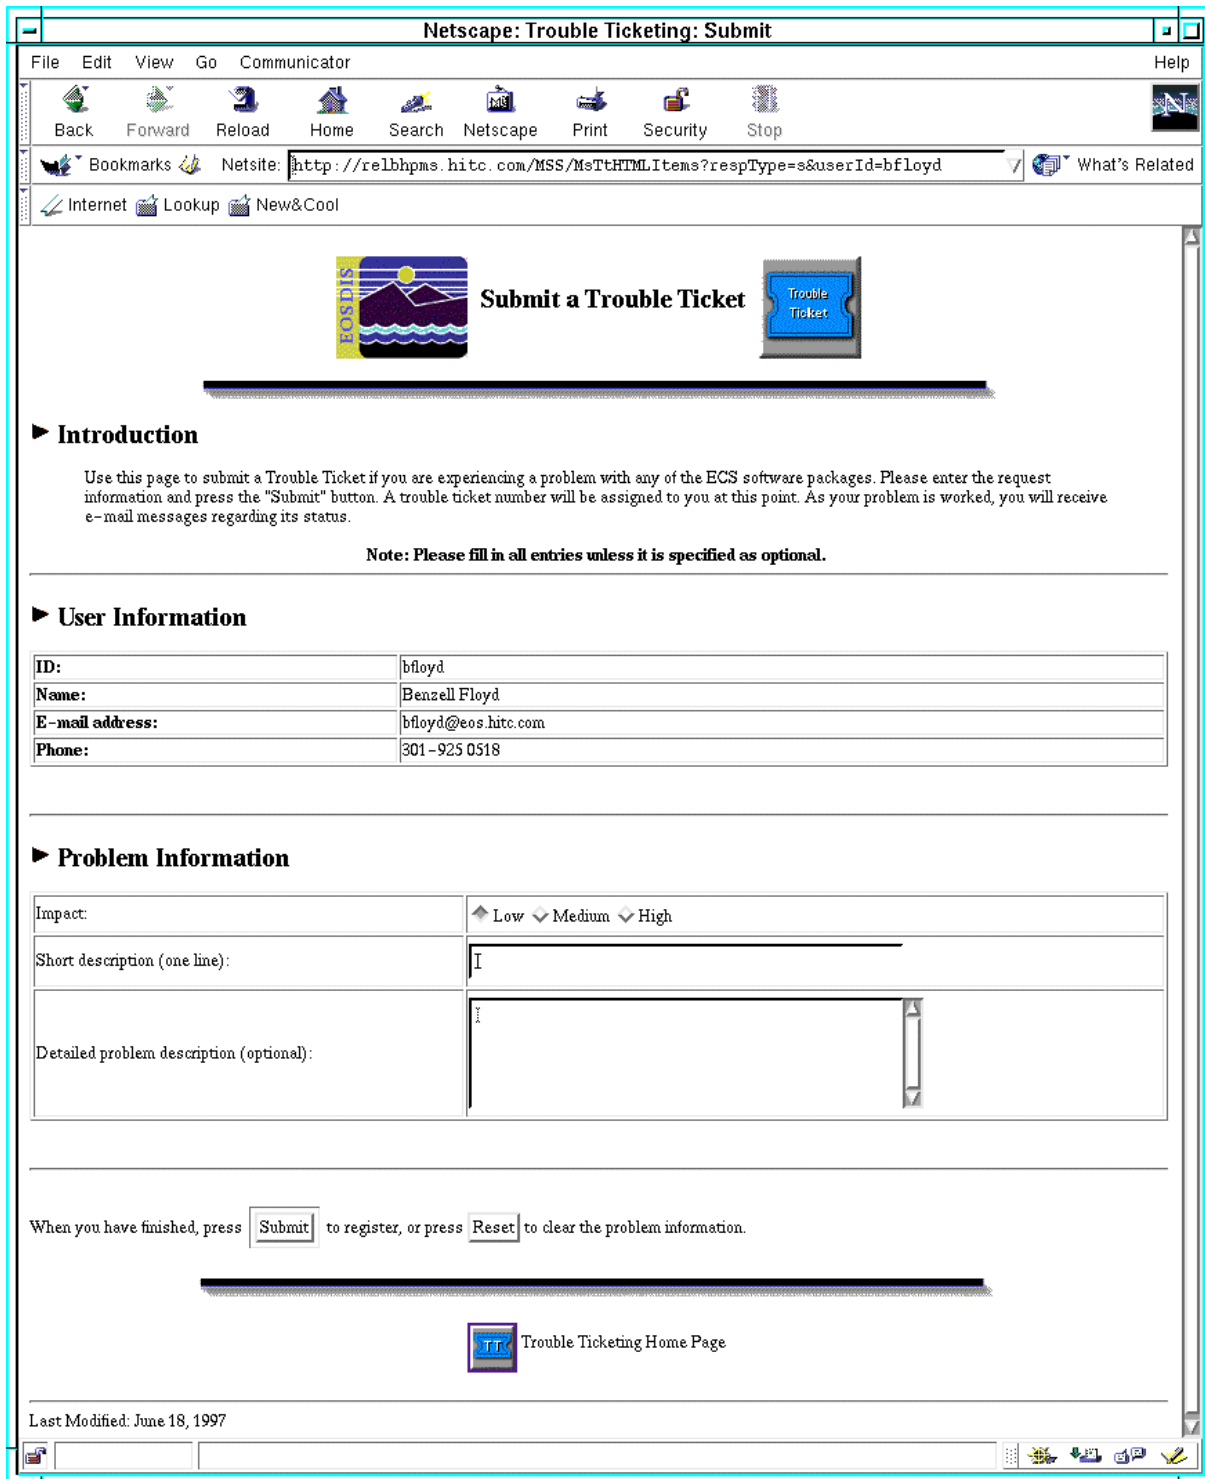 Netscape: Trouble Ticketing: Submit
File Edit View Go Communicator Help
Back Forward Reload Home Search Netscape Print Security Stop
N
Bookmarks Netsite: http://relbhpms.hitc.com/MSS/MsTtHTMLItems?respType=s&userId=bfloyd What's Related
Internet Lookup New&Cool
EOSDIS
Submit a Trouble Ticket
Trouble
Ticket
Introduction
Use this page to submit a Trouble Ticket if you are experiencing a problem with any of the ECS software packages. Please enter the request
information and press the "Submit" button. A trouble ticket number will be assigned to you at this point. As your problem is worked, you will receive
e-mail messages regarding its status.
Note: Please fill in all entries unless it is specified as optional.
User Information
ID: bfloyd
Name: Benzell Floyd
E-mail address: bfloyd@eos.hitc.com
Phone: 301-925 0518
Problem Information
Impact: Low Medium High
Short description (one line):
Detailed problem description (optional):
When you have finished, press Submit to register, or press Reset to clear the problem information.
TT Trouble Ticketing Home Page
Last Modified: June 18, 1997